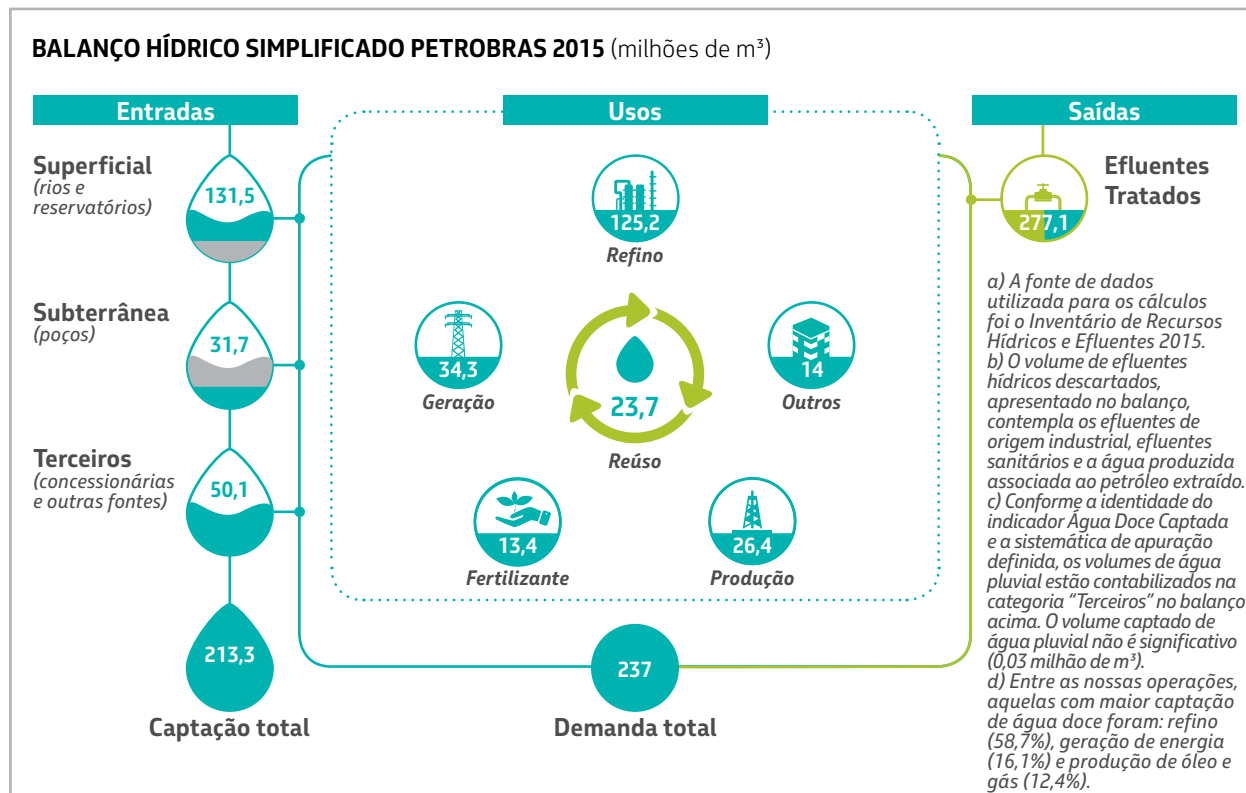 BALANÇO HÍDRICO SIMPLIFICADO PETROBRAS 2015 (milhões de m³)
Entradas
Superficial
(rios e
reservatórios)
131,5
Subterrânea
(poços)
31,7
Terceiros
(concessionárias
e outras fontes)
50,1
213,3
Captação total
Usos
125,2
Refino
34,3
Geração
23,7
Reúso
14
Outros
13,4
Fertilizante
26,4
Produção
237
Demanda total
Saídas
Efluentes
Tratados
277,1
a) A fonte de dados
utilizada para os cálculos
foi o Inventário de Recursos
Hídricos e Efluentes 2015.
b) O volume de efluentes
hídricos descartados,
apresentado no balanço,
contempla os efluentes de
origem industrial, efluentes
sanitários e a água produzida
associada ao petróleo extraído.
c) Conforme a identidade do
indicador Água Doce Captada
e a sistemática de apuração
definida, os volumes de água
pluvial estão contabilizados na
categoria “Terceiros” no balanço
acima. O volume captado de
água pluvial não é significativo
(0,03 milhão de m³).
d) Entre as nossas operações,
aquelas com maior captação
de água doce foram: refino
(58,7%), geração de energia
(16,1%) e produção de óleo e
gás (12,4%).